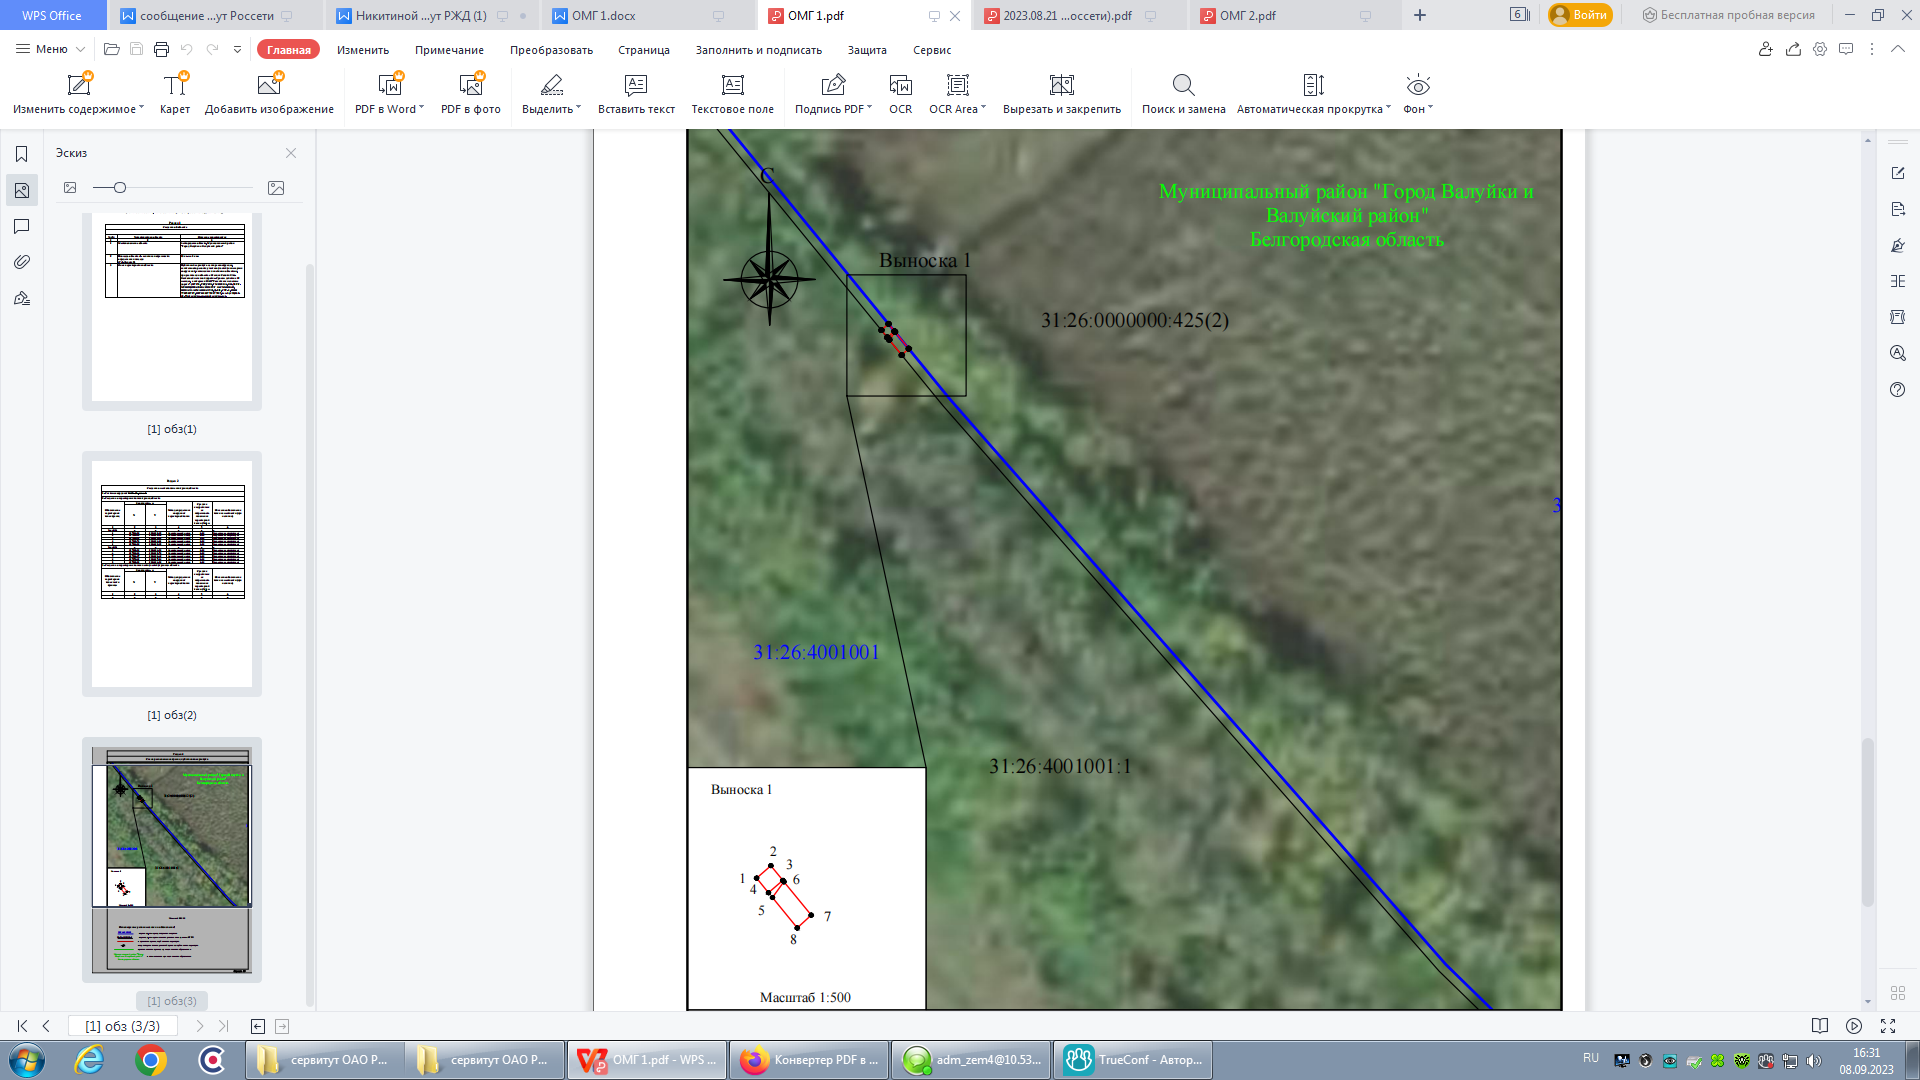 WPS Office
сообщение ...ут Россети
Никитиной ...ут РЖД (1)
ОМГ 1.docx
ОМГ 1.pdf
2023.08.21 ...оссети).pdf
ОМГ 2.pdf
6
Войти
Бесплатная пробная версия
Меню
Главная
Изменить
Примечание
Преобразовать
Страница
Заполнить и подписать
Защита
Сервис
Изменить содержимое
Карет
Добавить изображение
PDF в Word
PDF в фото
Выделить
Вставить текст
Текстовое поле
Подпись PDF
OCR
OCR Area
Вырезать и закрепить
Поиск и замена
Автоматическая прокрутка
Фон
Эскиз
[1] обз(1)
[1] обз(2)
[1] обз(3)
С
Муниципальный район "Город Валуйки и
Валуйский район"
Белгородская область
Выноска 1
31:26:0000000:425(2)
3
31:26:4001001
31:26:4001001:1
Выноска 1
2
3
1
6
4
5
7
8
Масштаб 1:500
[1] обз (3/3)
сервитут ОАО Р...
сервитут ОАО Р...
ОМГ 1.pdf - WPS ...
Конвертер PDF в ...
adm_zem4@10.53...
TrueConf - Автор...
RU
16:31
08.09.2023